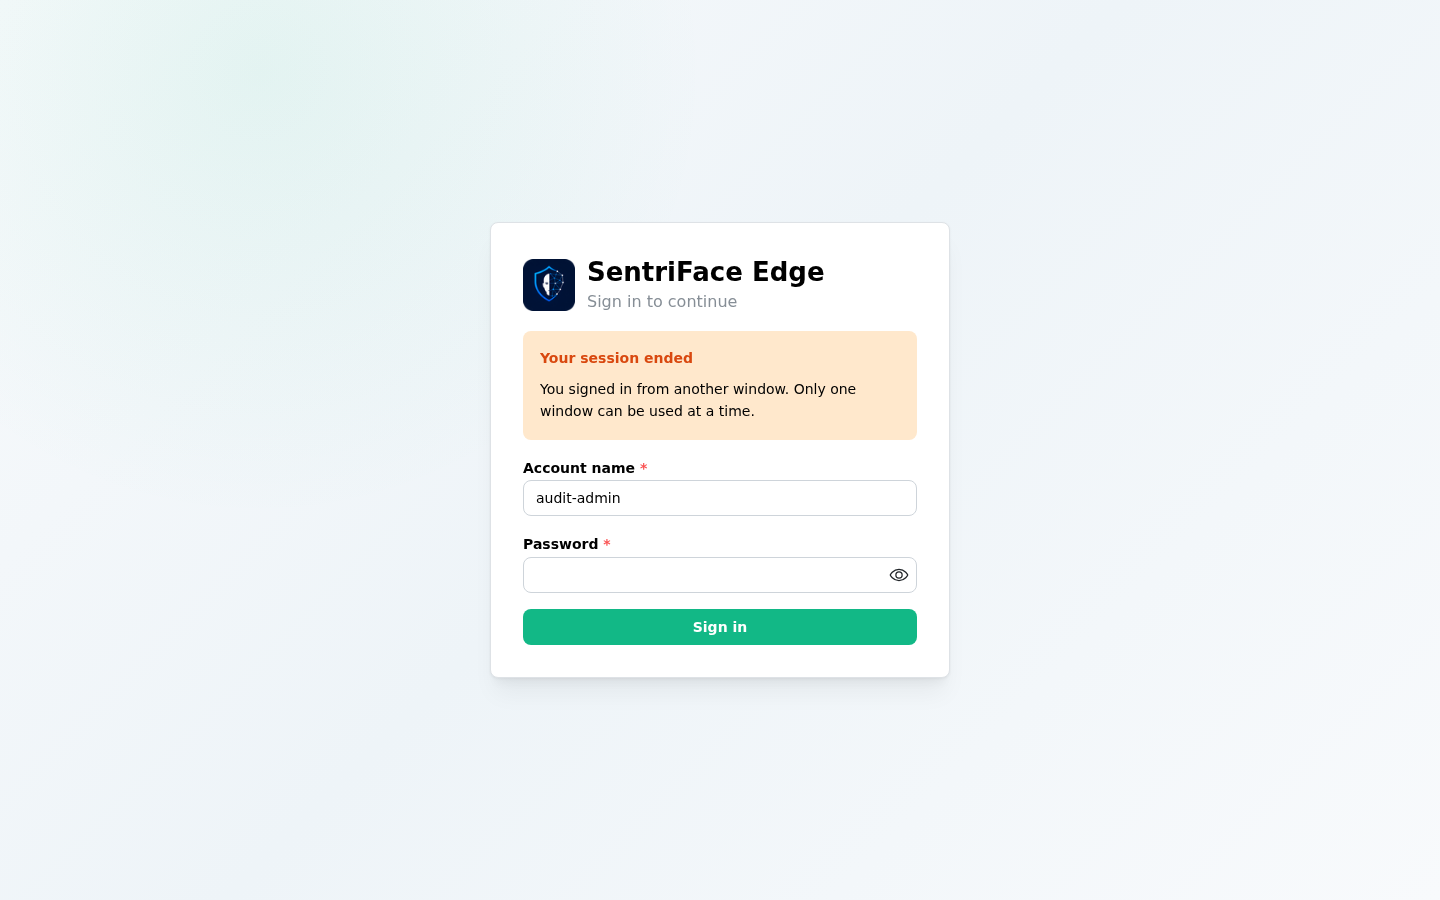 SentriFace Edge
Sign in to continue
Your session ended
You signed in from another window. Only one
window can be used at a time.
Account name *
audit-admin
Password *
Sign in